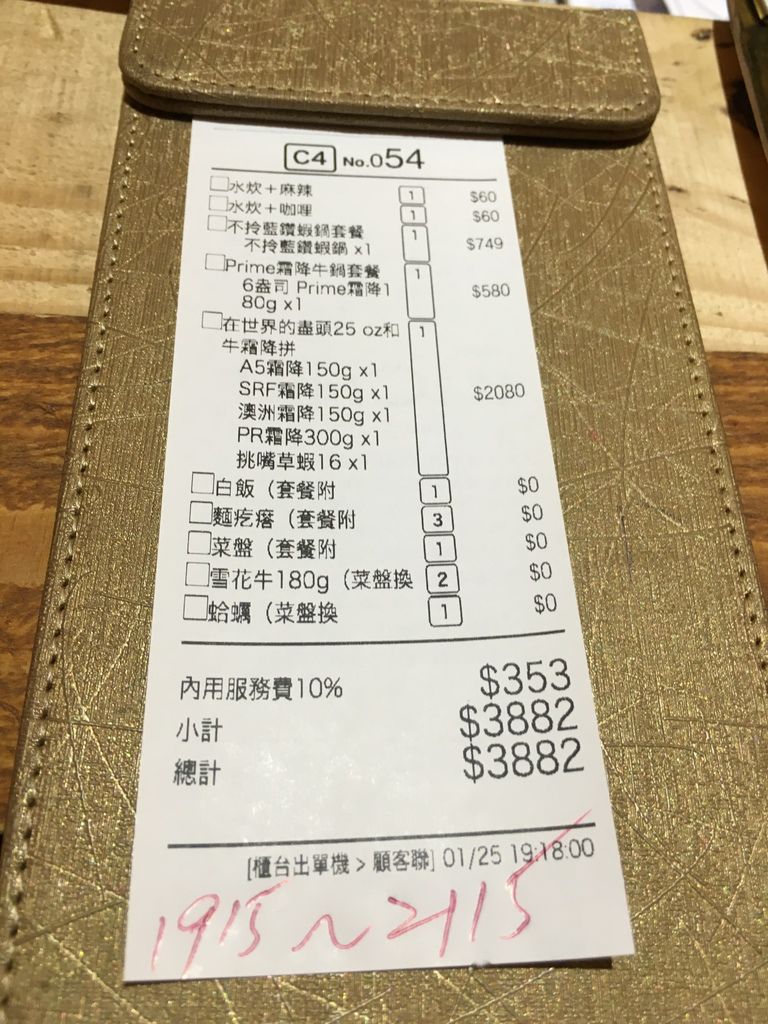 C4 No.054
水炊+麻辣 1 $60
水炊+咖哩 1 $60
不拎藍鑽蝦鍋套餐 1 $749
不拎藍鑽蝦鍋 x1
Prime霜降牛鍋套餐 1 $580
6盎司 Prime霜降1
80g x1
在世界的盡頭25 oz和 1 $2080
牛霜降拼
A5霜降150g x1
SRF霜降150g x1
澳洲霜降150g x1
PR霜降300g x1
挑嘴草蝦16 x1
白飯（套餐附 1 $0
麵疙瘩（套餐附 3 $0
菜盤（套餐附 1 $0
雪花牛180g（菜盤換 2 $0
蛤蠣（菜盤換 1 $0
內用服務費10% $353
小計 $3882
總計 $3882
[櫃台出單機 > 顧客聯] 01/25 19:18:00
1915~2115